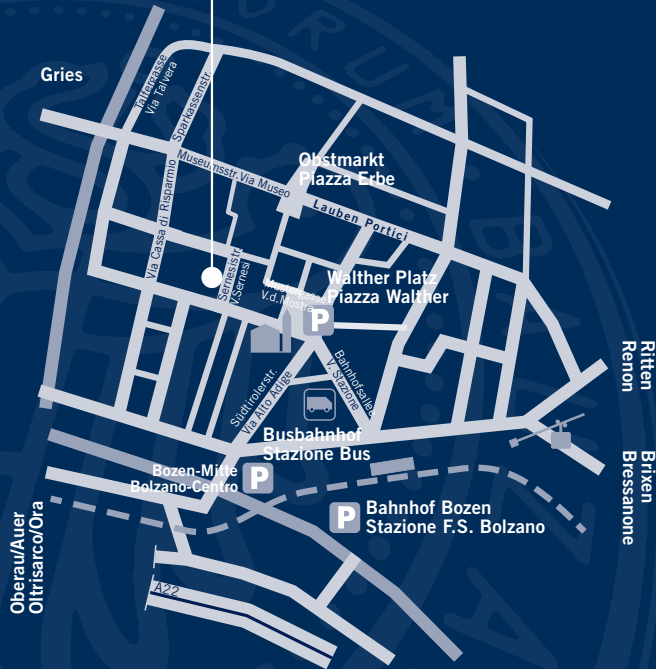 Gries
Talfergasse
Via Talvera
Sparkassenstr.
Museumsstr. Via Museo
Obstmarkt
Piazza Erbe
Lauben Portici
Via Cassa di Risparmio
Sernesistr.
V. Sernesi
Mustergasse
V.d.Mostra
Walther Platz
Piazza Walther
P
Südtirolerstr.
Via Alto Adige
Bahnhofsallee
V. Stazione
Ritten
Renon
Busbahnhof
Stazione Bus
Bozen-Mitte
Bolzano-Centro
P
Brixen
Bressanone
P
Bahnhof Bozen
Stazione F.S. Bolzano
Oberau/Auer
Oltrisarco/Ora
A22